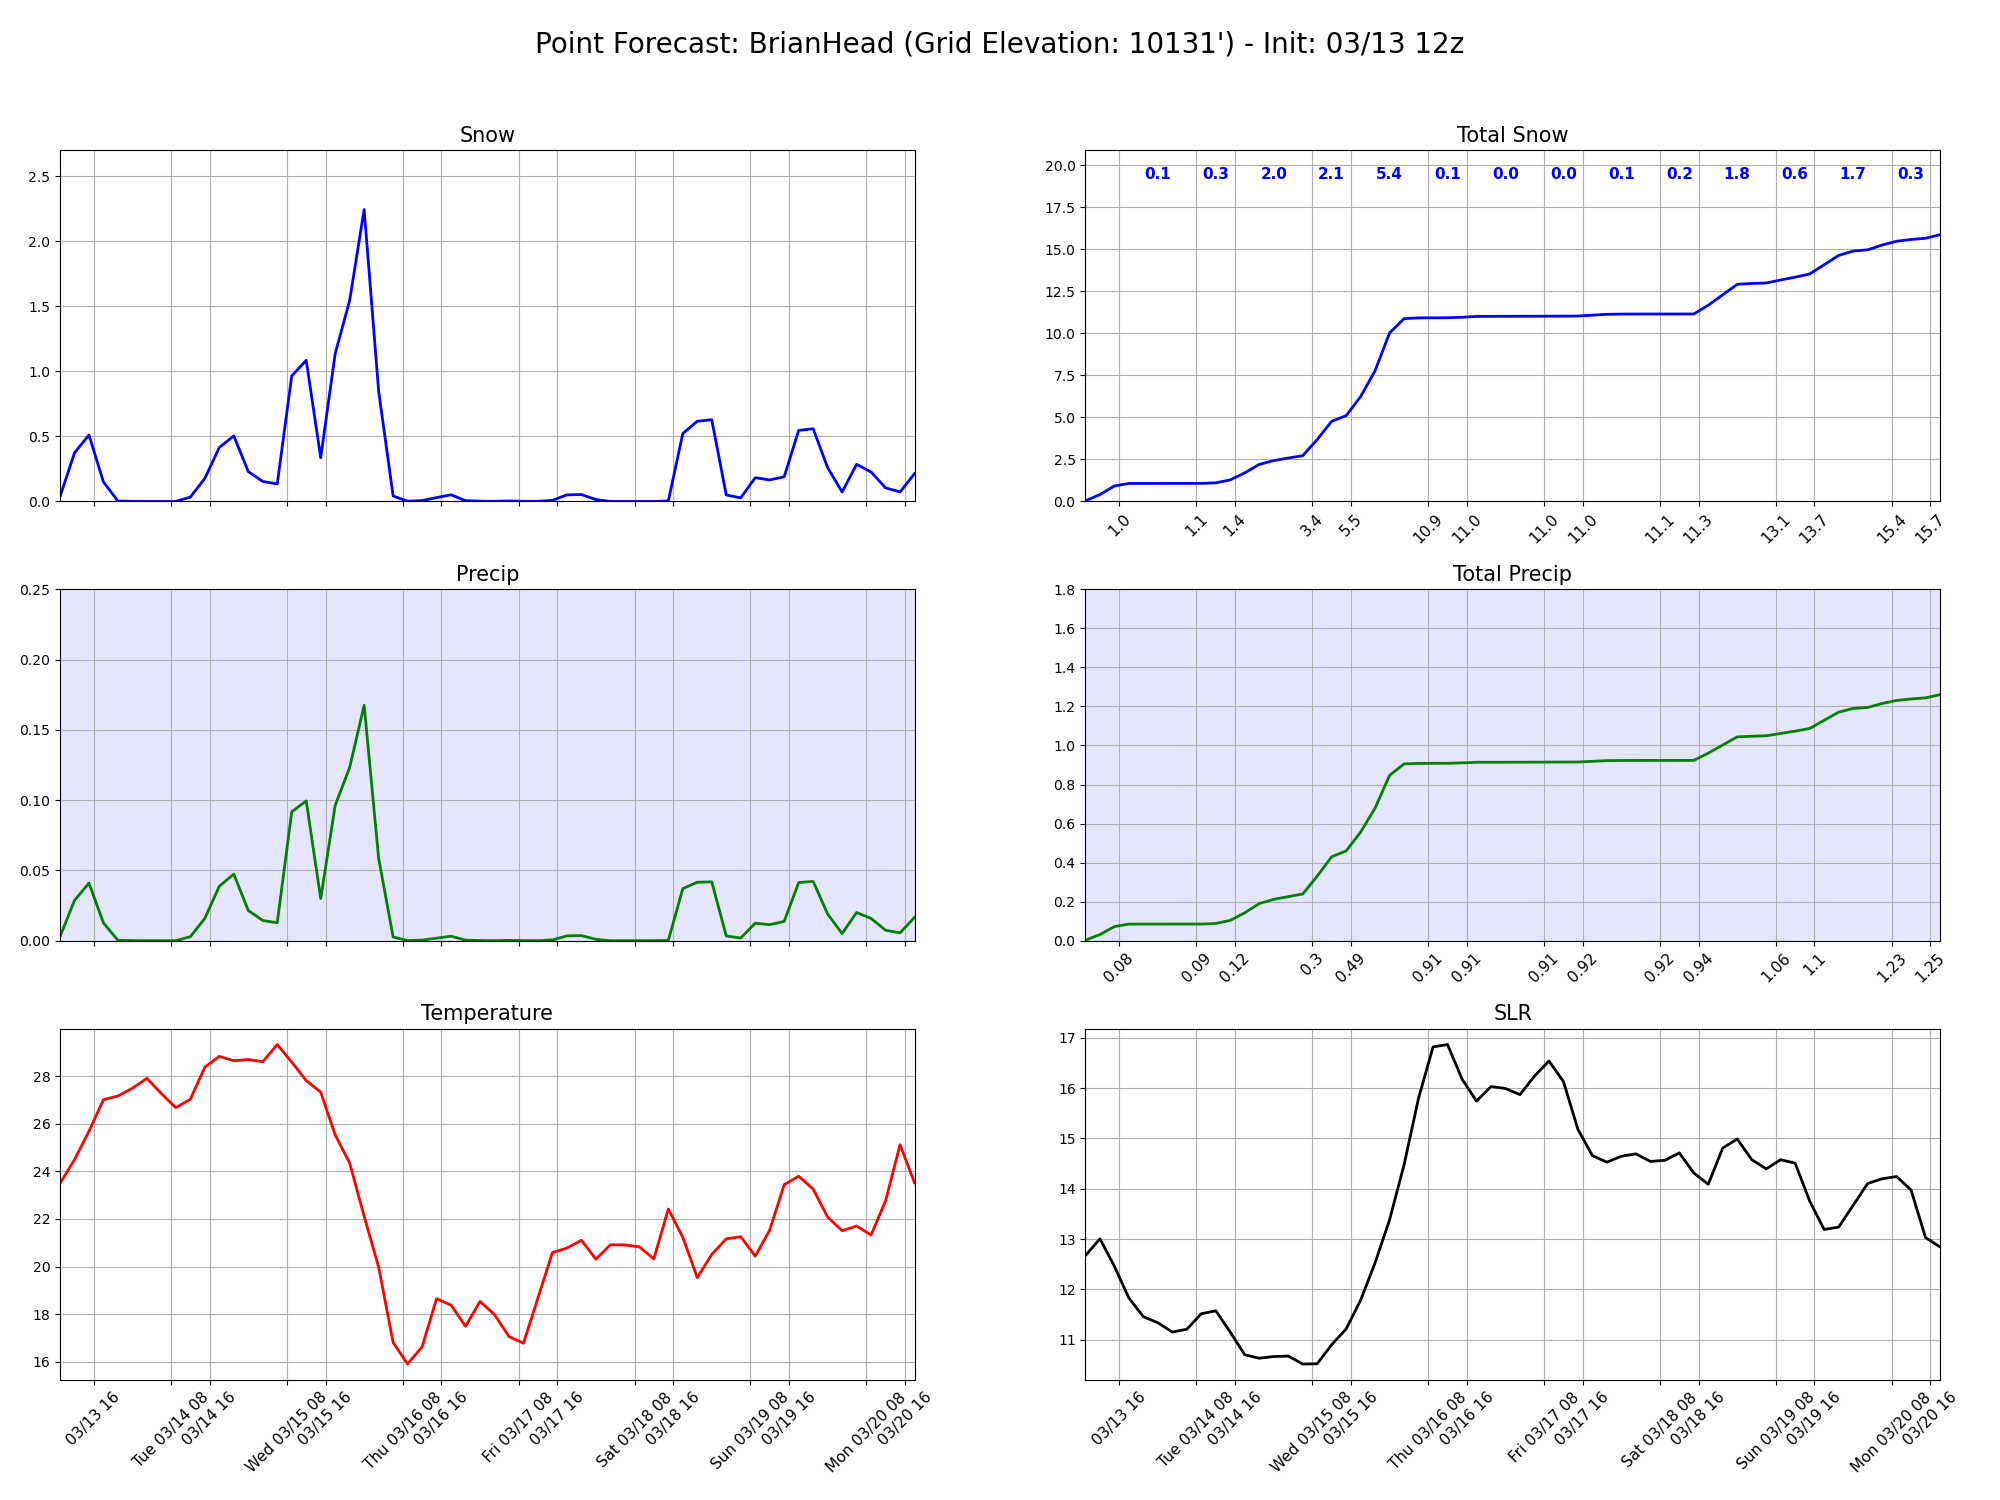 Point Forecast: BrianHead (Grid Elevation: 10131') - Init: 03/13 12z
Snow
2.5
2.0
1.5
1.0
0.5
0.0
Total Snow
20.0
17.5
15.0
12.5
10.0
7.5
5.0
2.5
0.0
0.1 0.3 2.0 2.1 5.4 0.1 0.0 0.0 0.1 0.2 1.8 0.6 1.7 0.3
1.0 1.1 1.4 3.4 5.5 10.9 11.0 11.0 11.0 11.1 11.3 13.1 13.7 15.4 15.7
Precip
0.25
0.20
0.15
0.10
0.05
0.00
Total Precip
1.8
1.6
1.4
1.2
1.0
0.8
0.6
0.4
0.2
0.0
0.08 0.09 0.12 0.3 0.49 0.91 0.91 0.91 0.92 0.92 0.94 1.06 1.1 1.23 1.25
Temperature
28
26
24
22
20
18
16
03/13 16
Tue 03/14 08
03/14 16
Wed 03/15 08
03/15 16
Thu 03/16 08
03/16 16
Fri 03/17 08
03/17 16
Sat 03/18 08
03/18 16
Sun 03/19 08
03/19 16
Mon 03/20 08
03/20 16
SLR
17
16
15
14
13
12
11
03/13 16
Tue 03/14 08
03/14 16
Wed 03/15 08
03/15 16
Thu 03/16 08
03/16 16
Fri 03/17 08
03/17 16
Sat 03/18 08
03/18 16
Sun 03/19 08
03/19 16
Mon 03/20 08
03/20 16